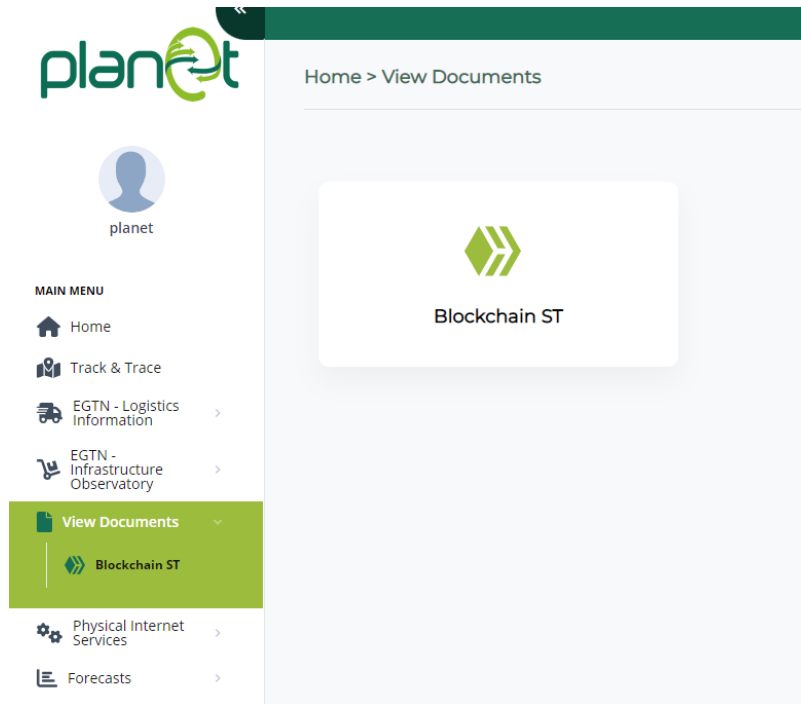 «
planet
Home > View Documents
planet
Blockchain ST
MAIN MENU
Home
Track & Trace
EGTN - Logistics
Information
EGTN -
Infrastructure
Observatory
View Documents
Blockchain ST
Physical Internet
Services
Forecasts